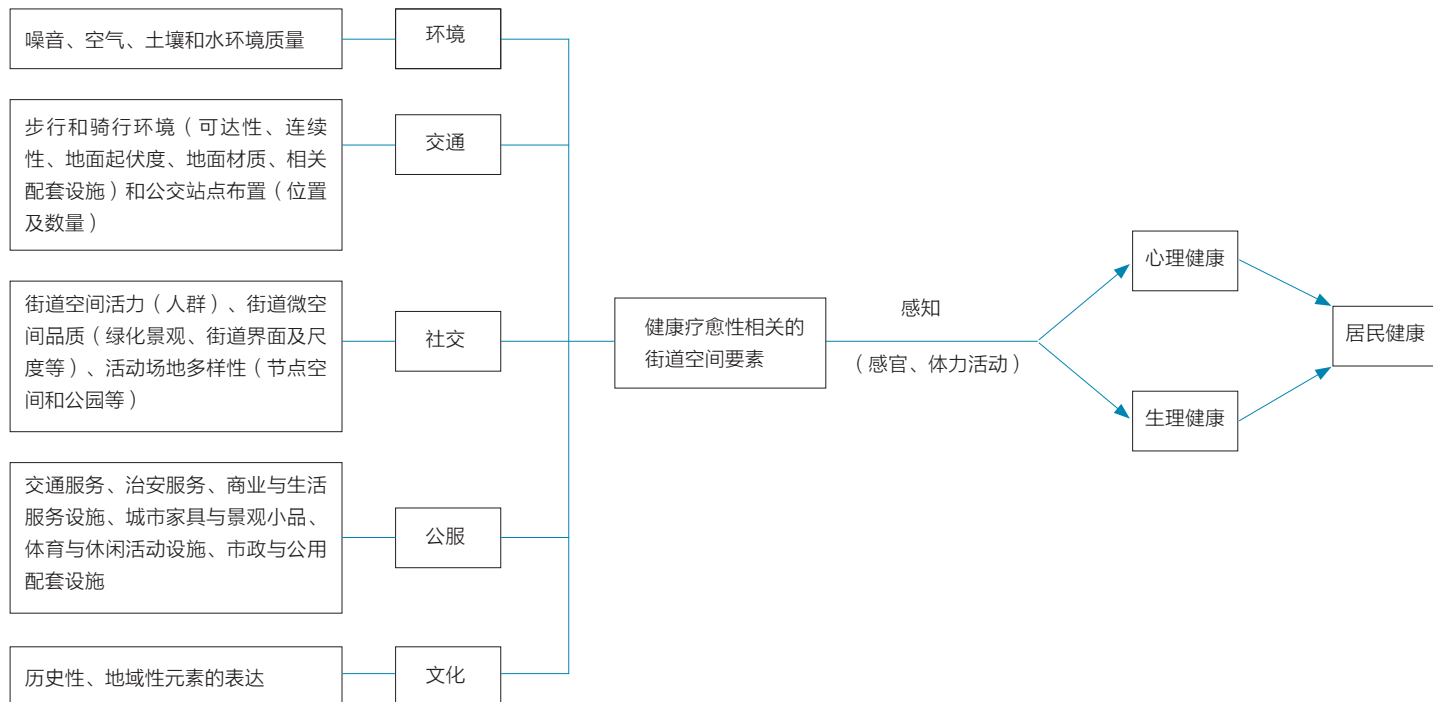 噪音、空气、土壤和水环境质量
环境
步行和骑行环境（可达性、连续
性、地面起伏度、地面材质、相关
配套设施）和公交站点布置（位置
及数量）
交通
街道空间活力（人群）、街道微空
间品质（绿化景观、街道界面及尺
度等）、活动场地多样性（节点空
间和公园等）
社交
交通服务、治安服务、商业与生活
服务设施、城市家具与景观小品、
体育与休闲活动设施、市政与公用
配套设施
公服
历史性、地域性元素的表达
文化
健康疗愈性相关的
街道空间要素
感知
（感官、体力活动）
心理健康
生理健康
居民健康